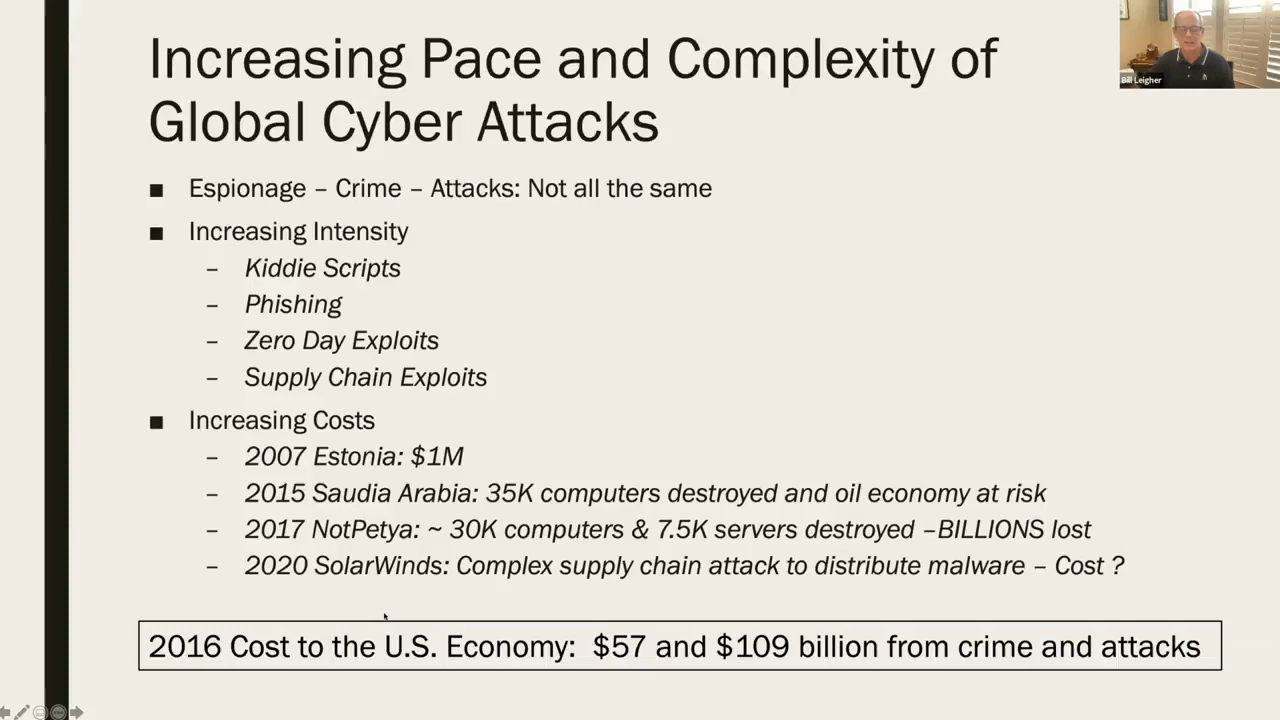 Increasing Pace and Complexity of
Global Cyber Attacks
Bill Leigher
■ Espionage – Crime – Attacks: Not all the same
■ Increasing Intensity
– Kiddie Scripts
– Phishing
– Zero Day Exploits
– Supply Chain Exploits
■ Increasing Costs
– 2007 Estonia: $1M
– 2015 Saudia Arabia: 35K computers destroyed and oil economy at risk
– 2017 NotPetya: ~ 30K computers & 7.5K servers destroyed –BILLIONS lost
– 2020 SolarWinds: Complex supply chain attack to distribute malware – Cost ?
2016 Cost to the U.S. Economy: $57 and $109 billion from crime and attacks